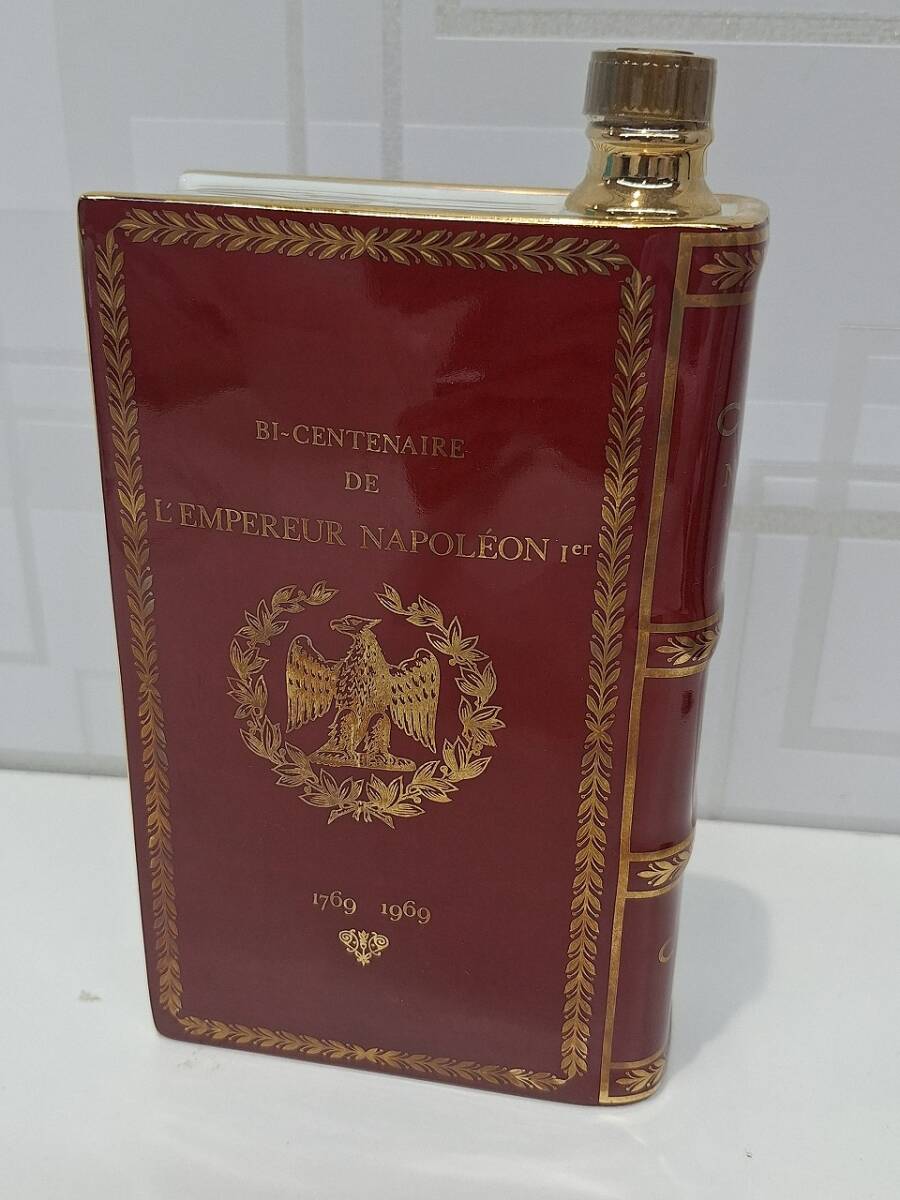 BI-CENTENAIRE
DE
L'EMPEREUR NAPOLÉON Ier
1769 1969